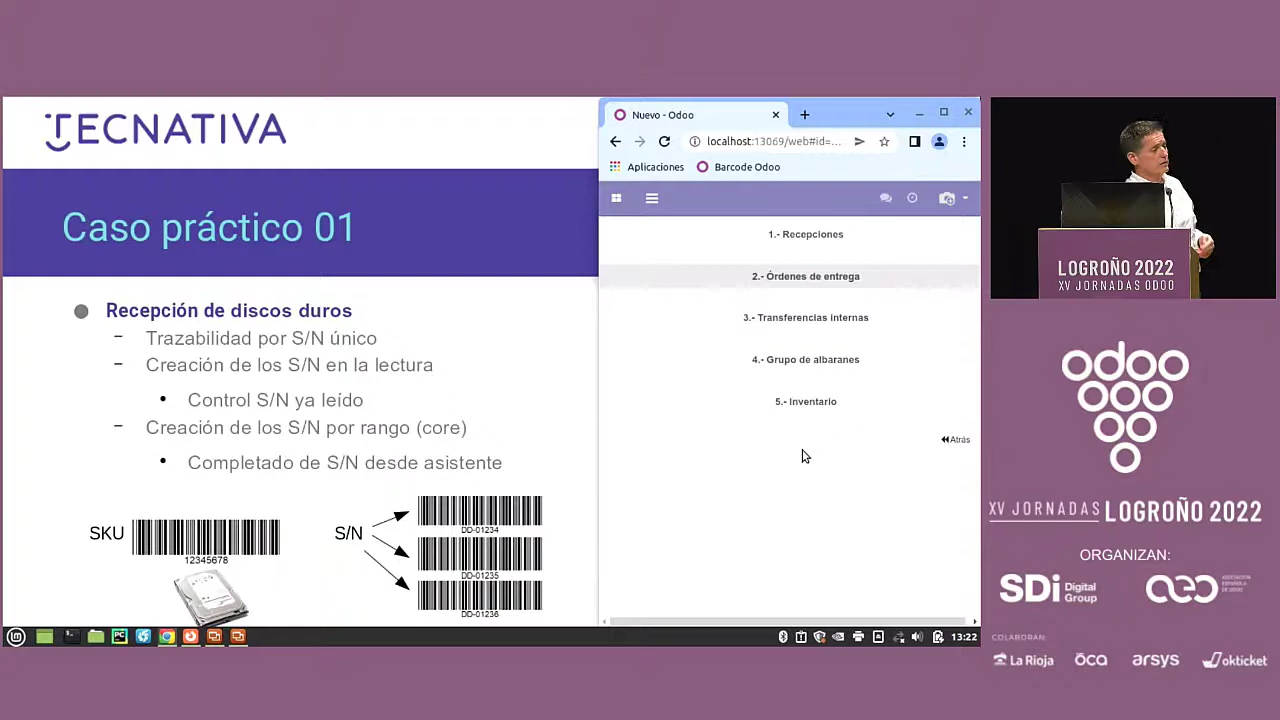 TECNATIVA
Caso práctico 01
Recepción de discos duros
Trazabilidad por S/N único
Creación de los S/N en la lectura
Control S/N ya leído
Creación de los S/N por rango (core)
Completado de S/N desde asistente
SKU
12345678
S/N
DD-01234
DD-01235
DD-01236
Nuevo - Odoo
localhost:13069/web#id=...
Aplicaciones
Barcode Odoo
1.- Recepciones
2.- Órdenes de entrega
3.- Transferencias internas
4.- Grupo de albaranes
5.- Inventario
Atrás
13:22
LOGROÑO 2022
XV JORNADAS ODOO
odoo
XV JORNADAS LOGROÑO 2022
ORGANIZAN:
SDi Digital Group
aeo
COLABORAN:
La Rioja
ÖCA
arsys
okticket